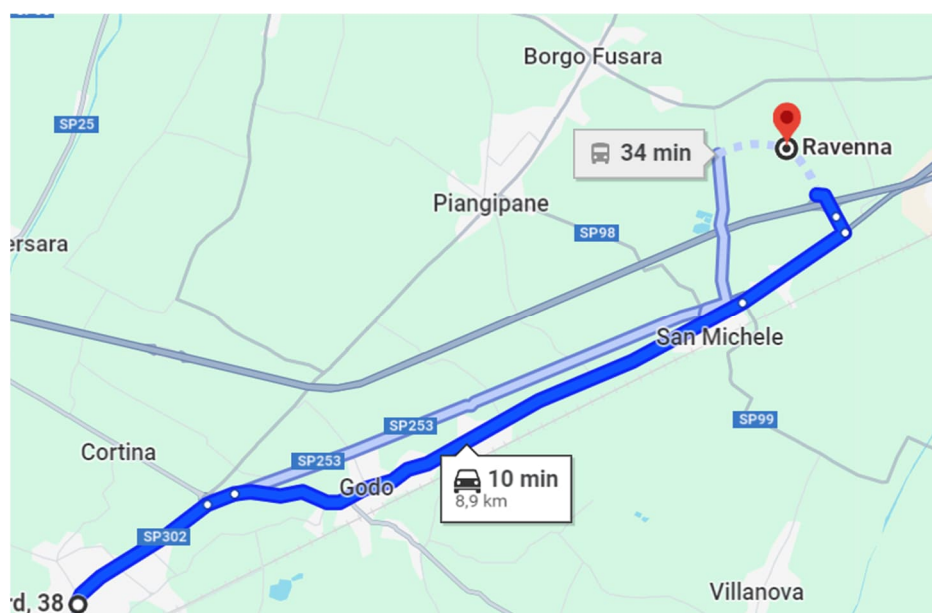 Borgo Fusara
SP25
34 min
Ravenna
Piangipane
SP98
ersara
San Michele
SP253
SP99
Cortina
SP253
Godo
10 min
8,9 km
SP302
Villanova
rd, 38